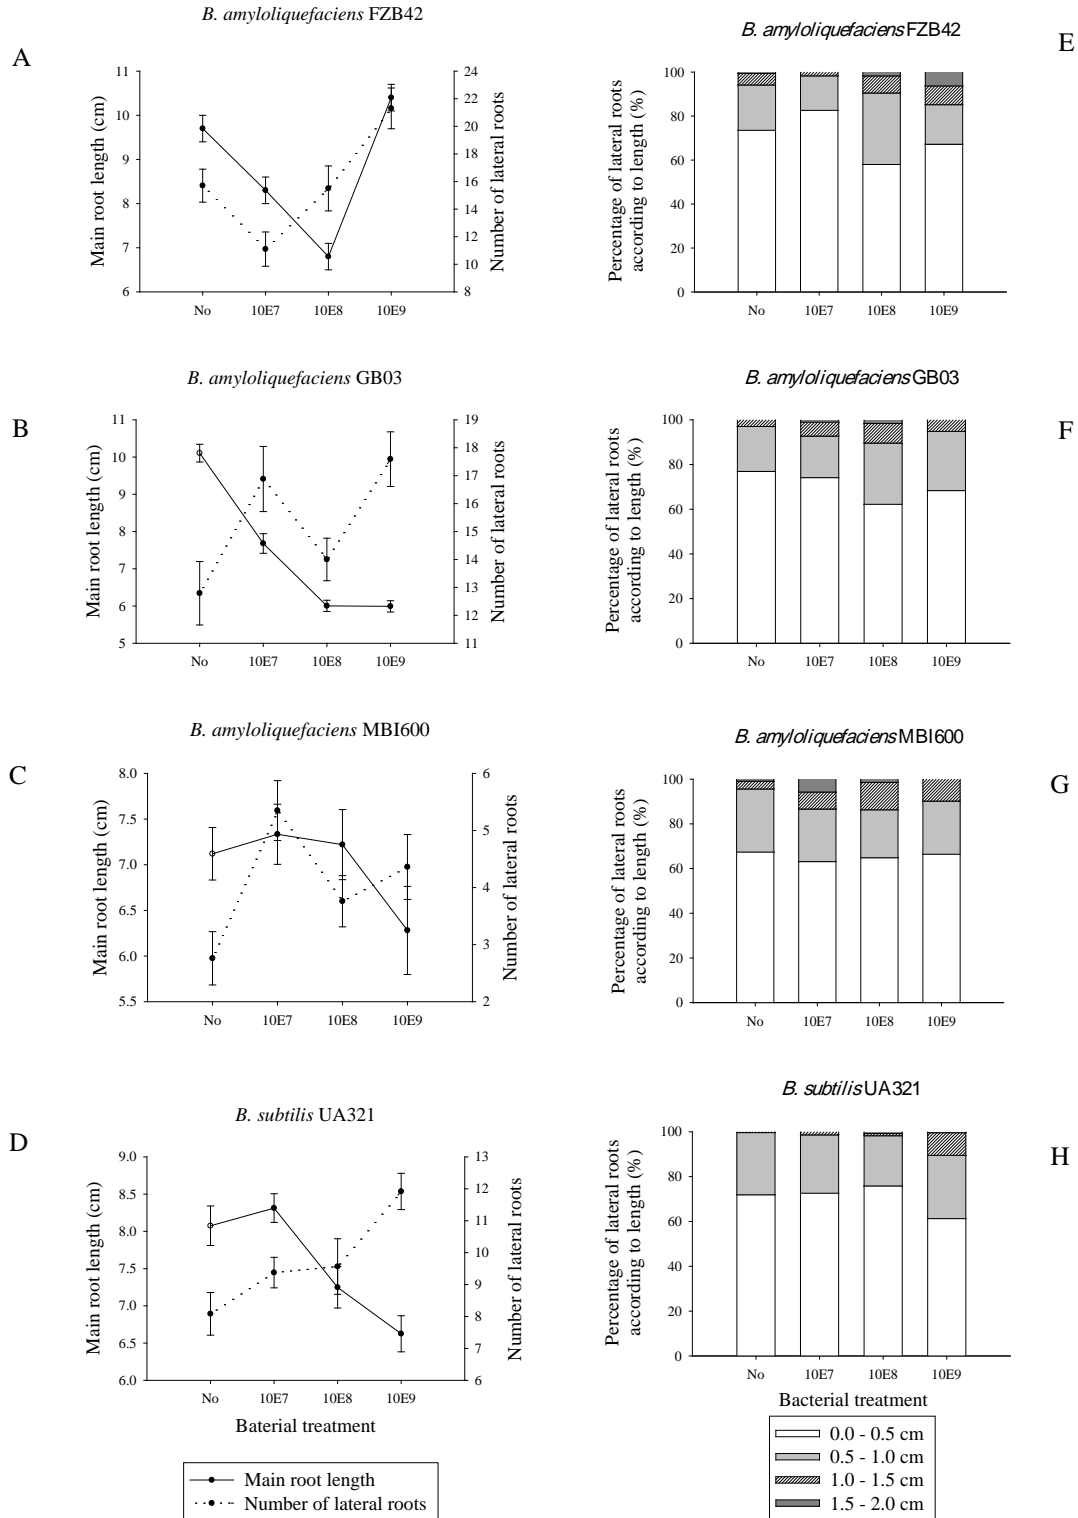 B. amyloliquefaciens FZB42
A
Main root length (cm)
11
10
9
8
7
6
Number of lateral roots
24
22
20
18
16
14
12
10
8
No 10E7 10E8 10E9
B. amyloliquefaciens FZB42
E
Percentage of lateral roots
according to length (%)
100
80
60
40
20
0
No 10E7 10E8 10E9
B. amyloliquefaciens GB03
B
Main root length (cm)
11
10
9
8
7
6
5
Number of lateral roots
19
18
17
16
15
14
13
12
11
No 10E7 10E8 10E9
B. amyloliquefaciens GB03
F
Percentage of lateral roots
according to length (%)
100
80
60
40
20
0
No 10E7 10E8 10E9
B. amyloliquefaciens MBI600
C
Main root length (cm)
8.0
7.5
7.0
6.5
6.0
5.5
Number of lateral roots
6
5
4
3
2
No 10E7 10E8 10E9
B. amyloliquefaciens MBI600
G
Percentage of lateral roots
according to length (%)
100
80
60
40
20
0
No 10E7 10E8 10E9
B. subtilis UA321
D
Main root length (cm)
9.0
8.5
8.0
7.5
7.0
6.5
6.0
Number of lateral roots
13
12
11
10
9
8
7
6
No 10E7 10E8 10E9
Baterial treatment
Main root length
Number of lateral roots
B. subtilis UA321
H
Percentage of lateral roots
according to length (%)
100
80
60
40
20
0
No 10E7 10E8 10E9
Bacterial treatment
0.0 - 0.5 cm
0.5 - 1.0 cm
1.0 - 1.5 cm
1.5 - 2.0 cm